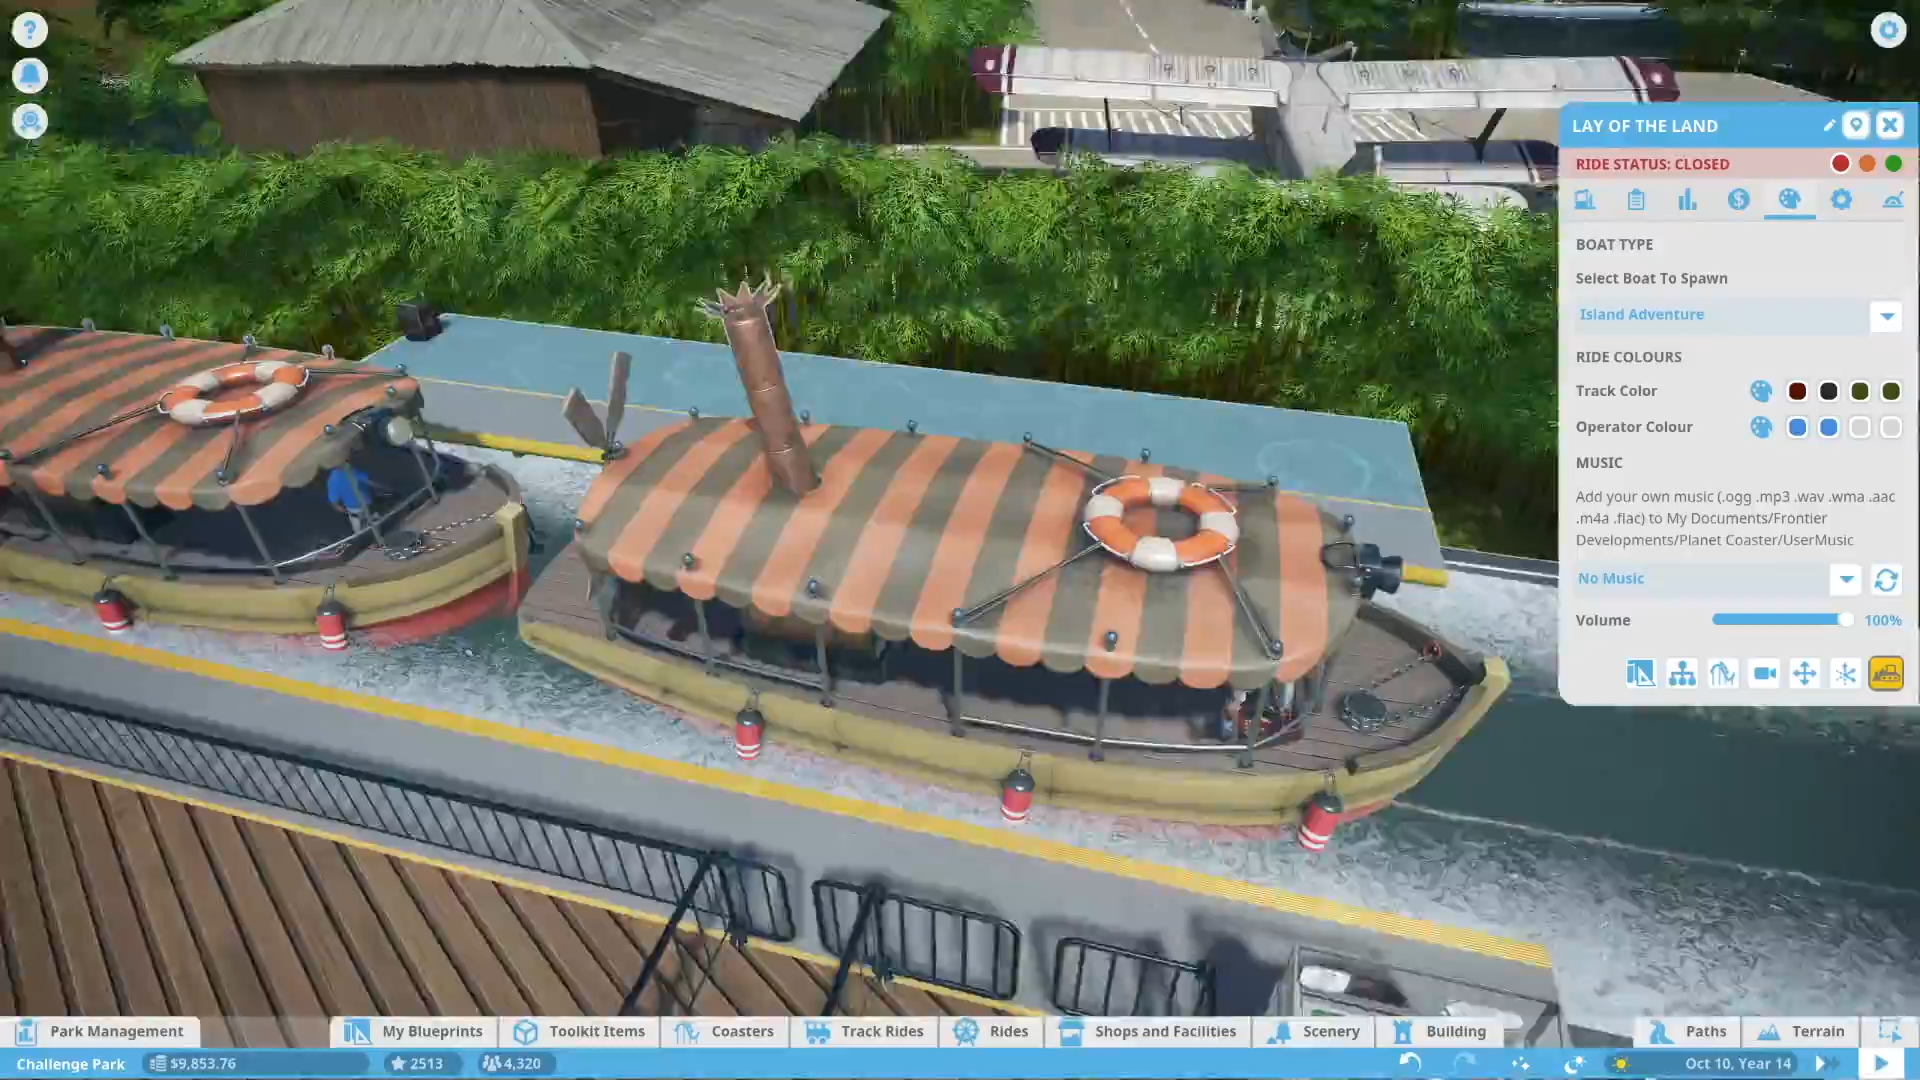 LAY OF THE LAND
RIDE STATUS: CLOSED
BOAT TYPE
Select Boat To Spawn
Island Adventure
RIDE COLOURS
Track Color
Operator Colour
MUSIC
Add your own music (.ogg .mp3 .wav .wma .aac
.m4a .flac) to My Documents/Frontier
Developments/Planet Coaster/UserMusic
No Music
Volume 100%
Park Management My Blueprints Toolkit Items Coasters Track Rides Rides Shops and Facilities Scenery Building Paths Terrain
Challenge Park $9,853.76 2513 4,320 Oct 10, Year 14